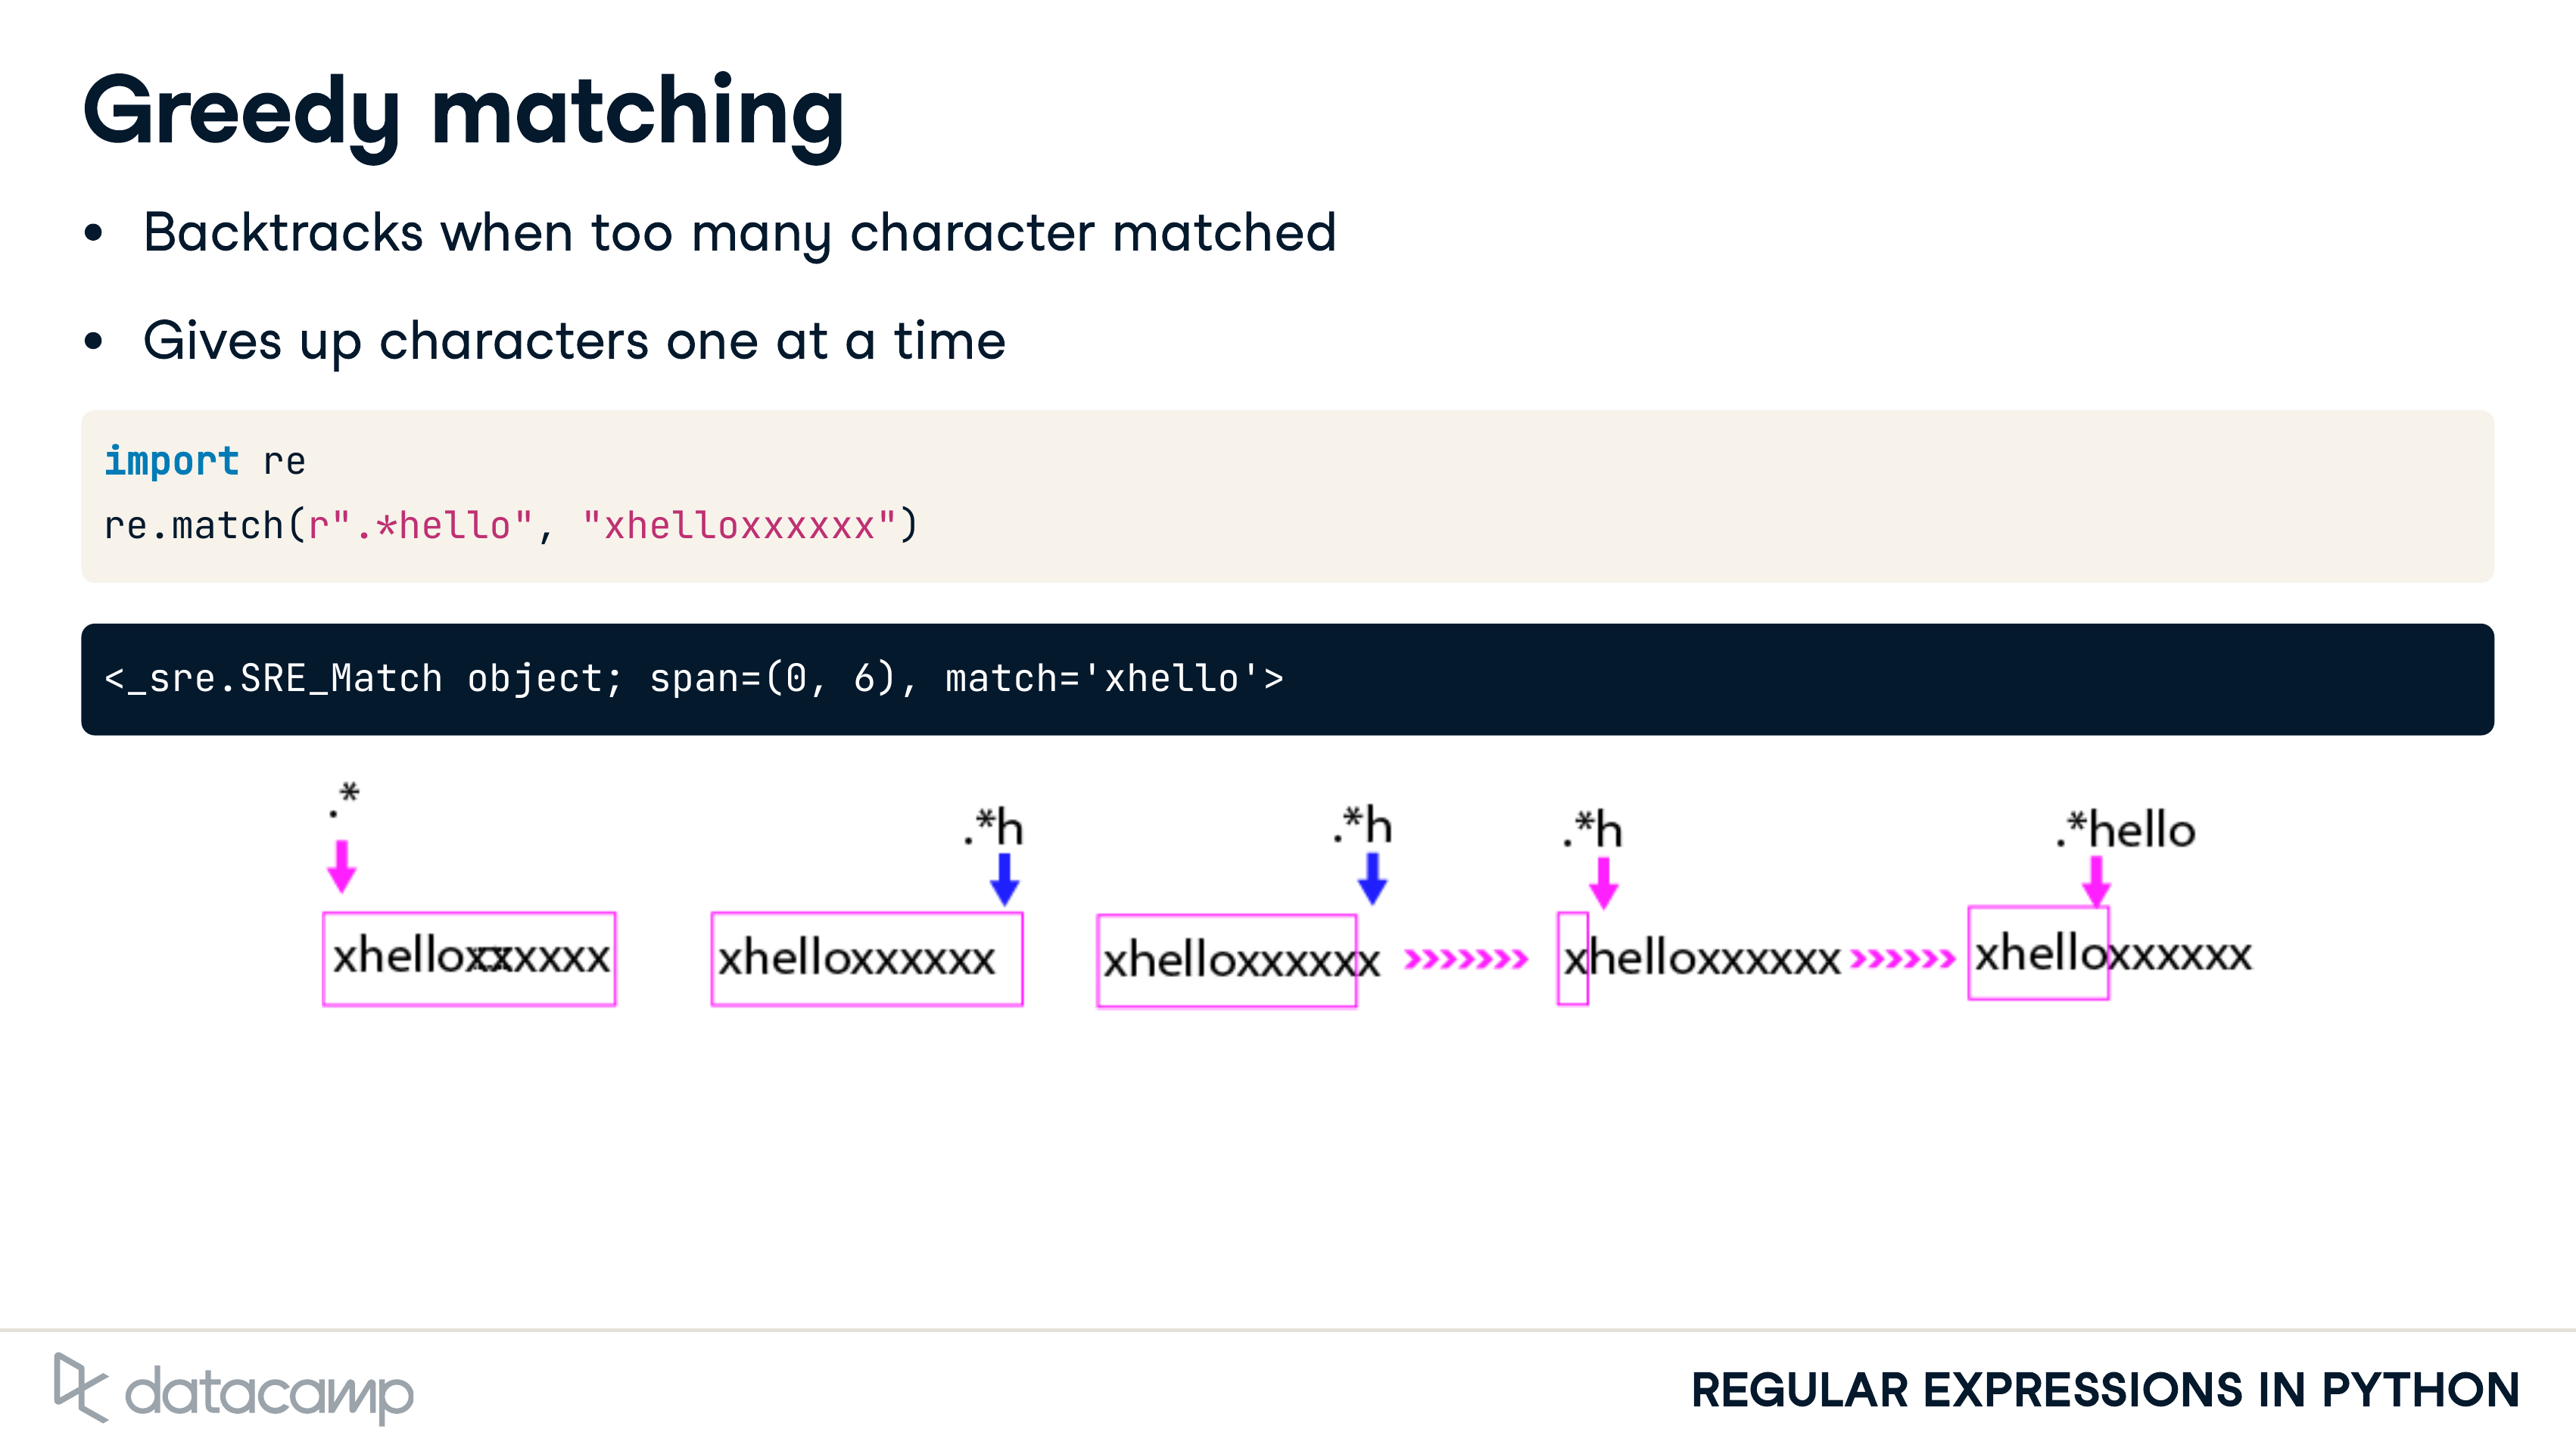 Greedy matching
• Backtracks when too many character matched
• Gives up characters one at a time
import re
re.match(r".*hello", "xhelloxxxxxx")
<_sre.SRE_Match object; span=(0, 6), match='xhello'>
.* .*h .*h .*h .*hello
xhelloxxxxxx xhelloxxxxxx xhelloxxxxxx »»»» xhelloxxxxxx »»» xhelloxxxxxx
datacamp
REGULAR EXPRESSIONS IN PYTHON